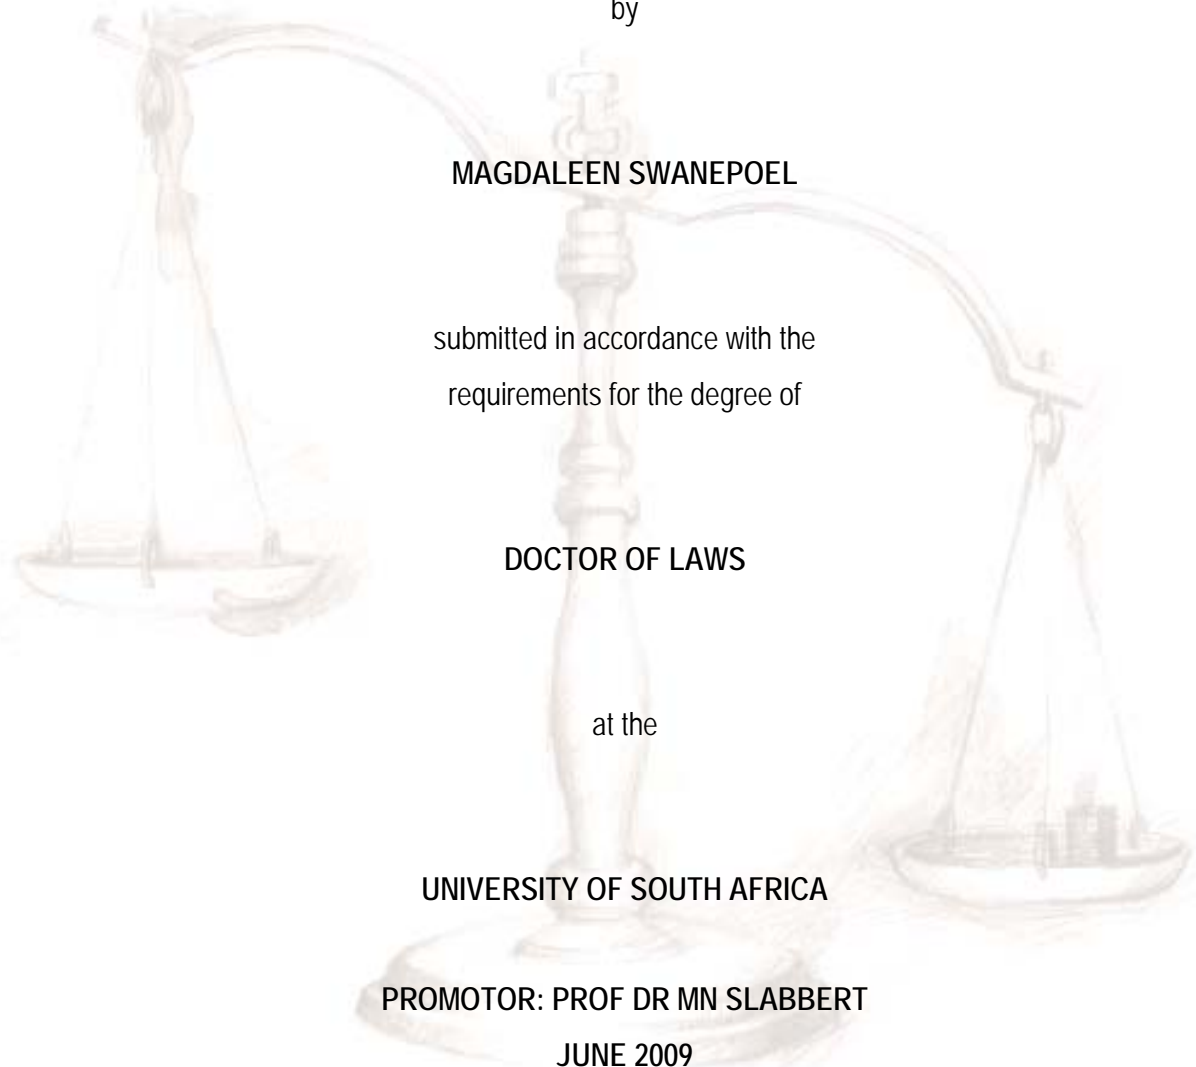 by
MAGDALEEN SWANEPOEL
submitted in accordance with the
requirements for the degree of
DOCTOR OF LAWS
at the
UNIVERSITY OF SOUTH AFRICA
PROMOTOR: PROF DR MN SLABBERT
JUNE 2009